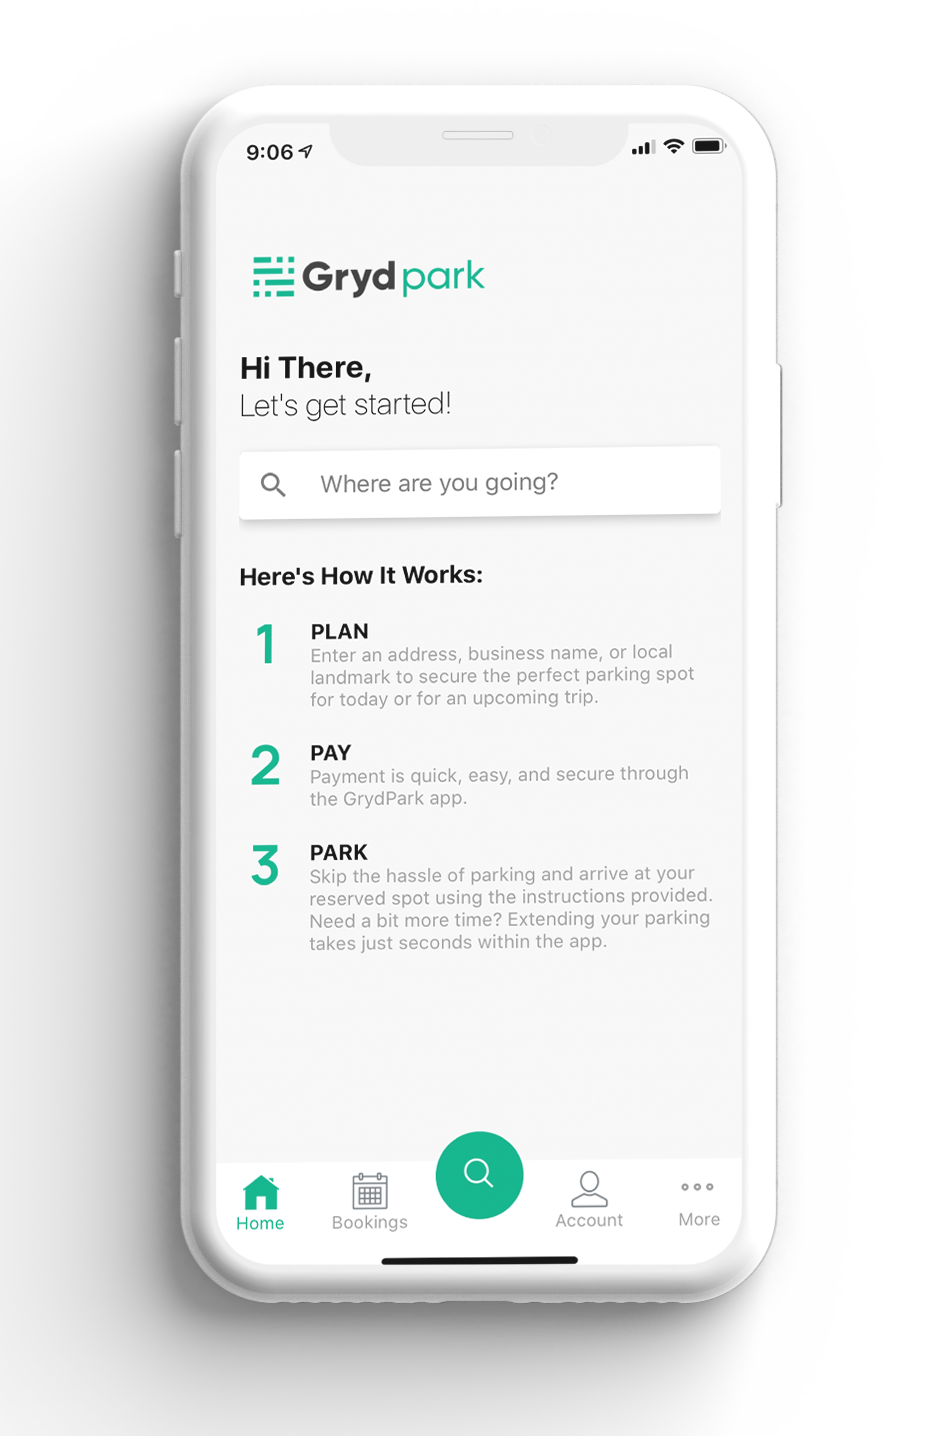 9:06
Gryd park
Hi There,
Let's get started!
Where are you going?
Here's How It Works:
1
PLAN
Enter an address, business name, or local
landmark to secure the perfect parking spot
for today or for an upcoming trip.
2
PAY
Payment is quick, easy, and secure through
the GrydPark app.
3
PARK
Skip the hassle of parking and arrive at your
reserved spot using the instructions provided.
Need a bit more time? Extending your parking
takes just seconds within the app.
Home
Bookings
Account
More